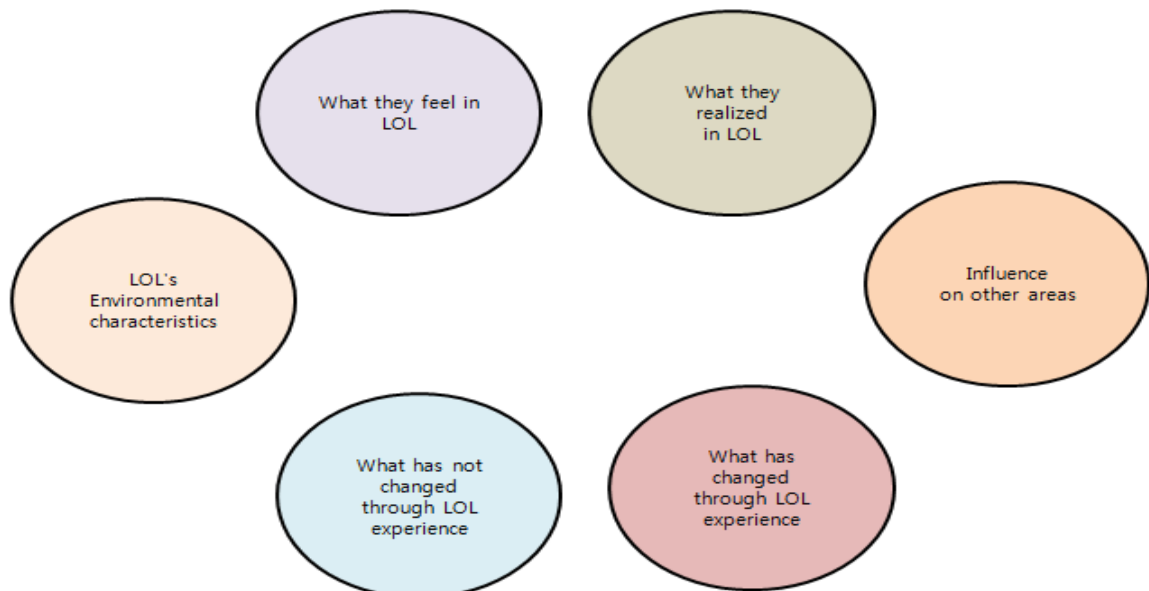 What they feel in
LOL
What they
realized
in LOL
LOL's
Environmental
characteristics
Influence
on other areas
What has not
changed
through LOL
experience
What has
changed
through LOL
experience